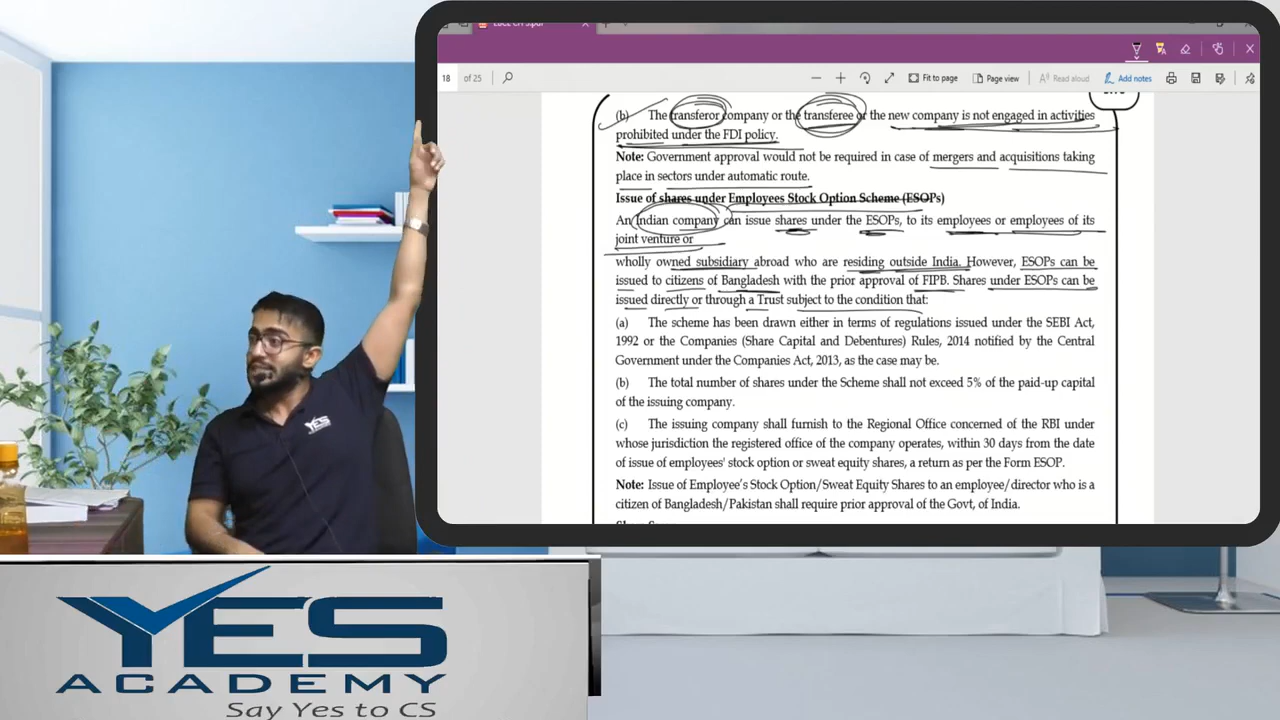 18 of 25
Fit to page
Page view
Read aloud
Add notes
(b) The transferor company or the transferee or the new company is not engaged in activities
prohibited under the FDI policy.
Note: Government approval would not be required in case of mergers and acquisitions taking
place in sectors under automatic route.
Issue of shares under Employees Stock Option Scheme (ESOPs)
An Indian company can issue shares under the ESOPs, to its employees or employees of its
joint venture or
wholly owned subsidiary abroad who are residing outside India. However, ESOPs can be
issued to citizens of Bangladesh with the prior approval of FIPB. Shares under ESOPs can be
issued directly or through a Trust subject to the condition that:
(a) The scheme has been drawn either in terms of regulations issued under the SEBI Act,
1992 or the Companies (Share Capital and Debentures) Rules, 2014 notified by the Central
Government under the Companies Act, 2013, as the case may be.
(b) The total number of shares under the Scheme shall not exceed 5% of the paid-up capital
of the issuing company.
(c) The issuing company shall furnish to the Regional Office concerned of the RBI under
whose jurisdiction the registered office of the company operates, within 30 days from the date
of issue of employees' stock option or sweat equity shares, a return as per the Form ESOP.
Note: Issue of Employee's Stock Option/Sweat Equity Shares to an employee/director who is a
citizen of Bangladesh/Pakistan shall require prior approval of the Govt, of India.
YES
YES
ACADEMY
Say Yes to CS